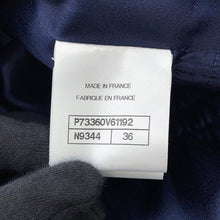 MADE IN FRANCE
FABRIQUE EN FRANCE
P73360V61192
N9344 36